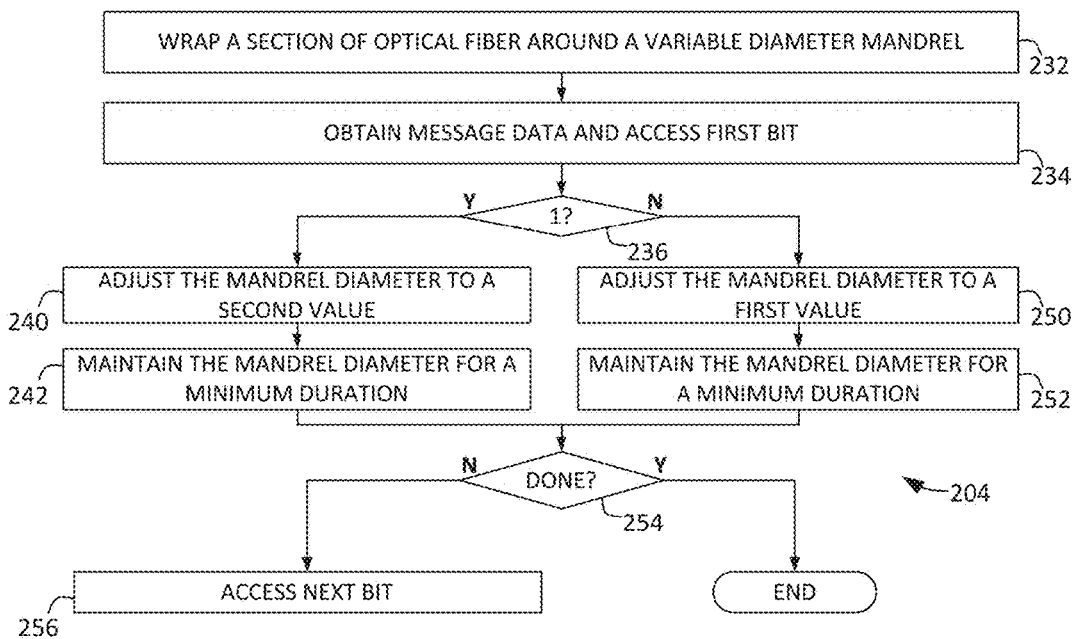 WRAP A SECTION OF OPTICAL FIBER AROUND A VARIABLE DIAMETER MANDREL
232
OBTAIN MESSAGE DATA AND ACCESS FIRST BIT
234
Y
1?
N
236
ADJUST THE MANDREL DIAMETER TO A
SECOND VALUE
240
ADJUST THE MANDREL DIAMETER TO A
FIRST VALUE
250
MAINTAIN THE MANDREL DIAMETER FOR A
MINIMUM DURATION
242
MAINTAIN THE MANDREL DIAMETER FOR
A MINIMUM DURATION
252
N
DONE?
Y
254
204
ACCESS NEXT BIT
256
END